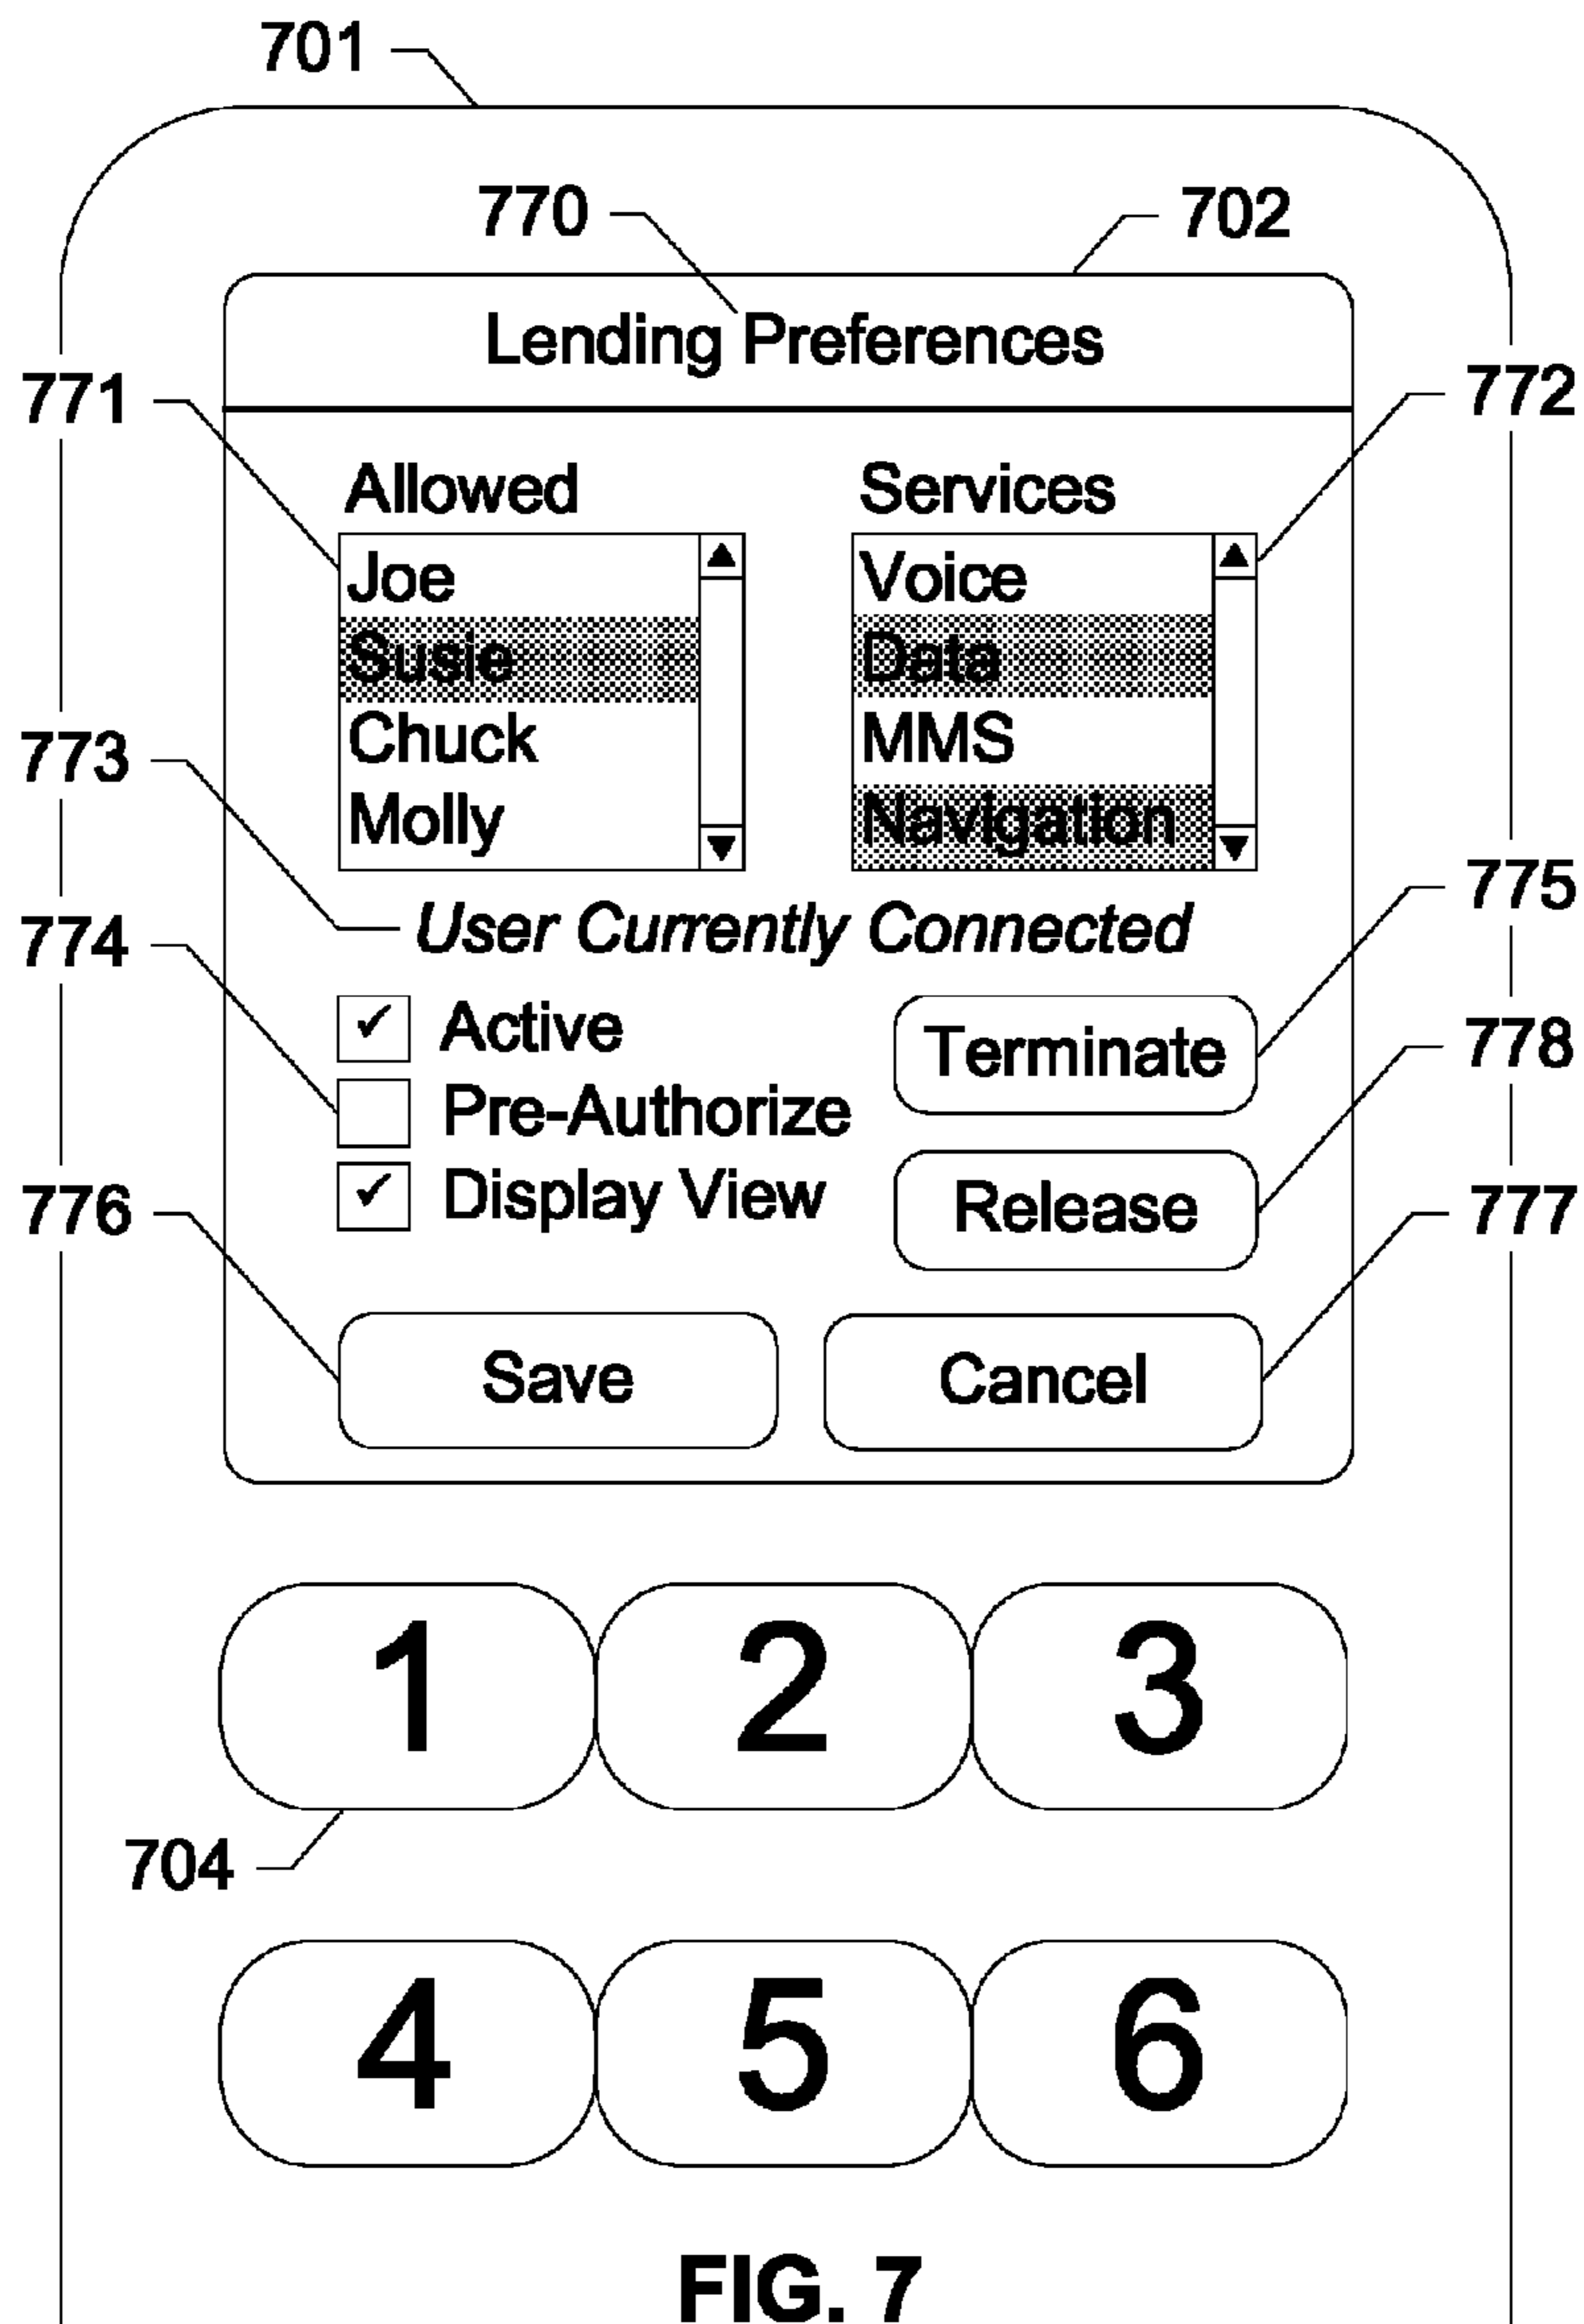 701
770
702
Lending Preferences
771
772
Allowed
Services
Joe
Voice
Susie
Data
Chuck
MMS
773
Molly
Navigation
775
User Currently Connected
774
Active
Terminate
778
Pre-Authorize
Display View
Release
776
777
Save
Cancel
1 2 3
704
4 5 6
FIG. 7